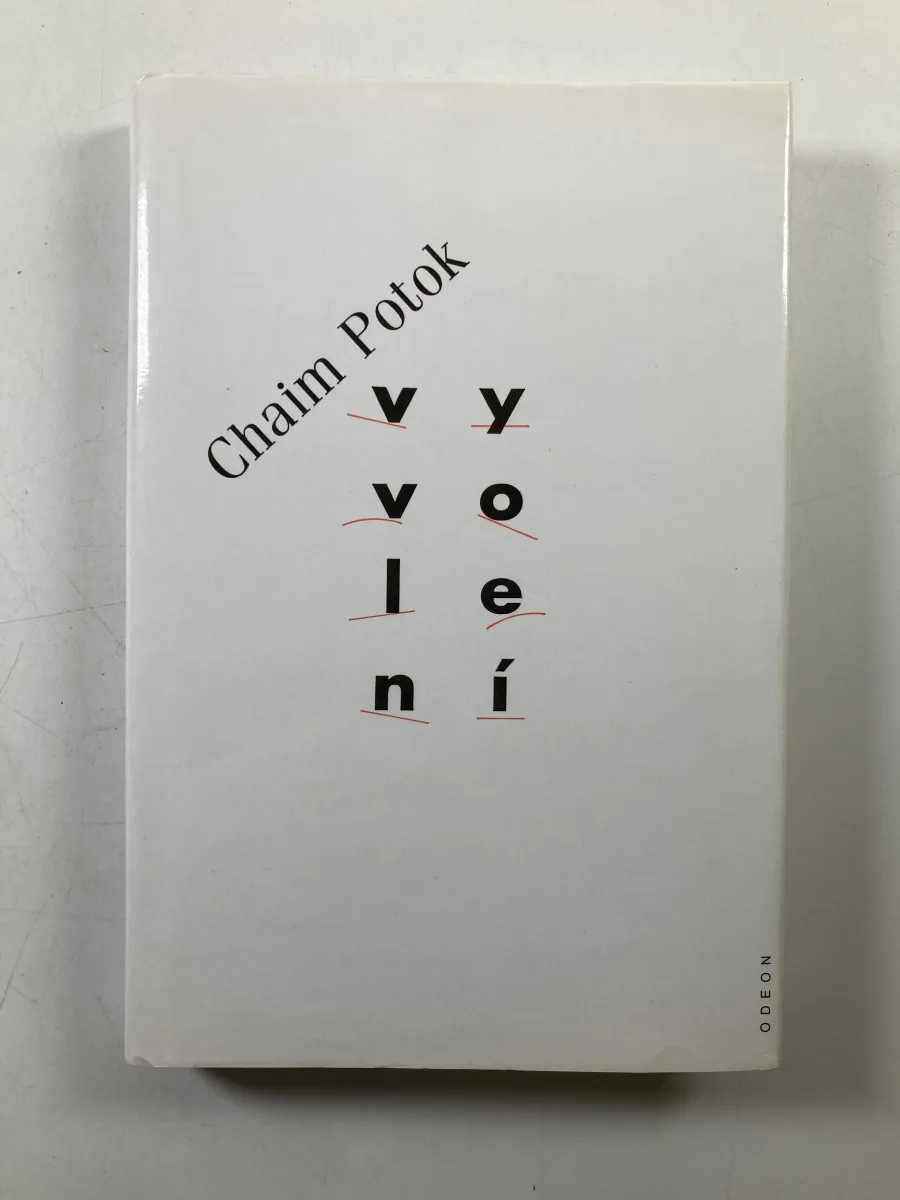 Chaim Potok
v y
v o
l e
n í
ODEON